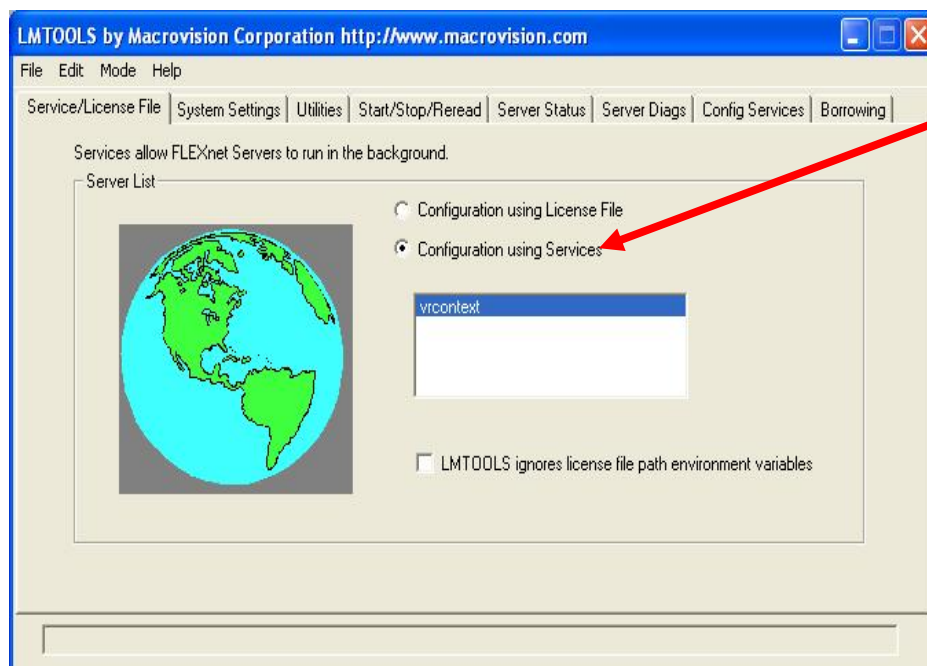 LMTOOLS by Macrovision Corporation http://www.macrovision.com
File Edit Mode Help
Service/License File System Settings Utilities Start/Stop/Reread Server Status Server Diags Config Services Borrowing
Services allow FLEXnet Servers to run in the background.
Server List
Configuration using License File
Configuration using Services
vrcontext
LMTOOLS ignores license file path environment variables